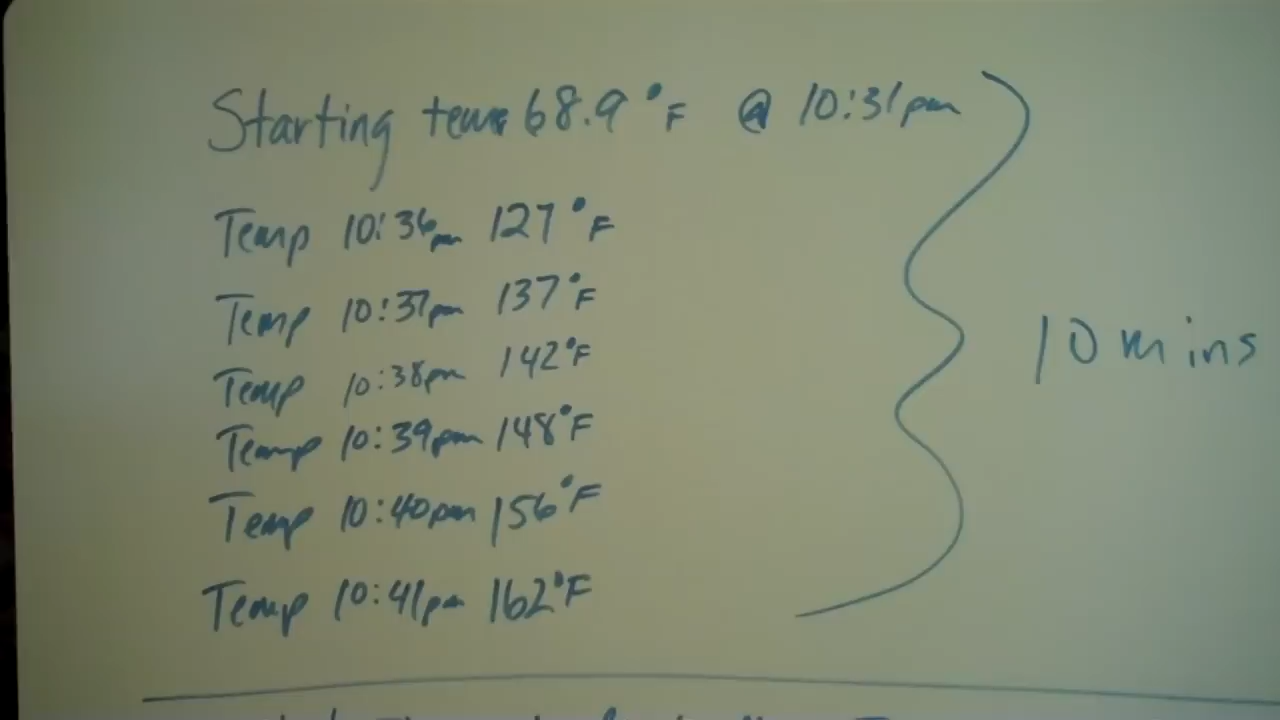 Starting temp 68.9°F @ 10:31pm
Temp 10:36pm 127°F
Temp 10:37pm 137°F
Temp 10:38pm 142°F
Temp 10:39pm 148°F
Temp 10:40pm 156°F
Temp 10:41pm 162°F
10 mins